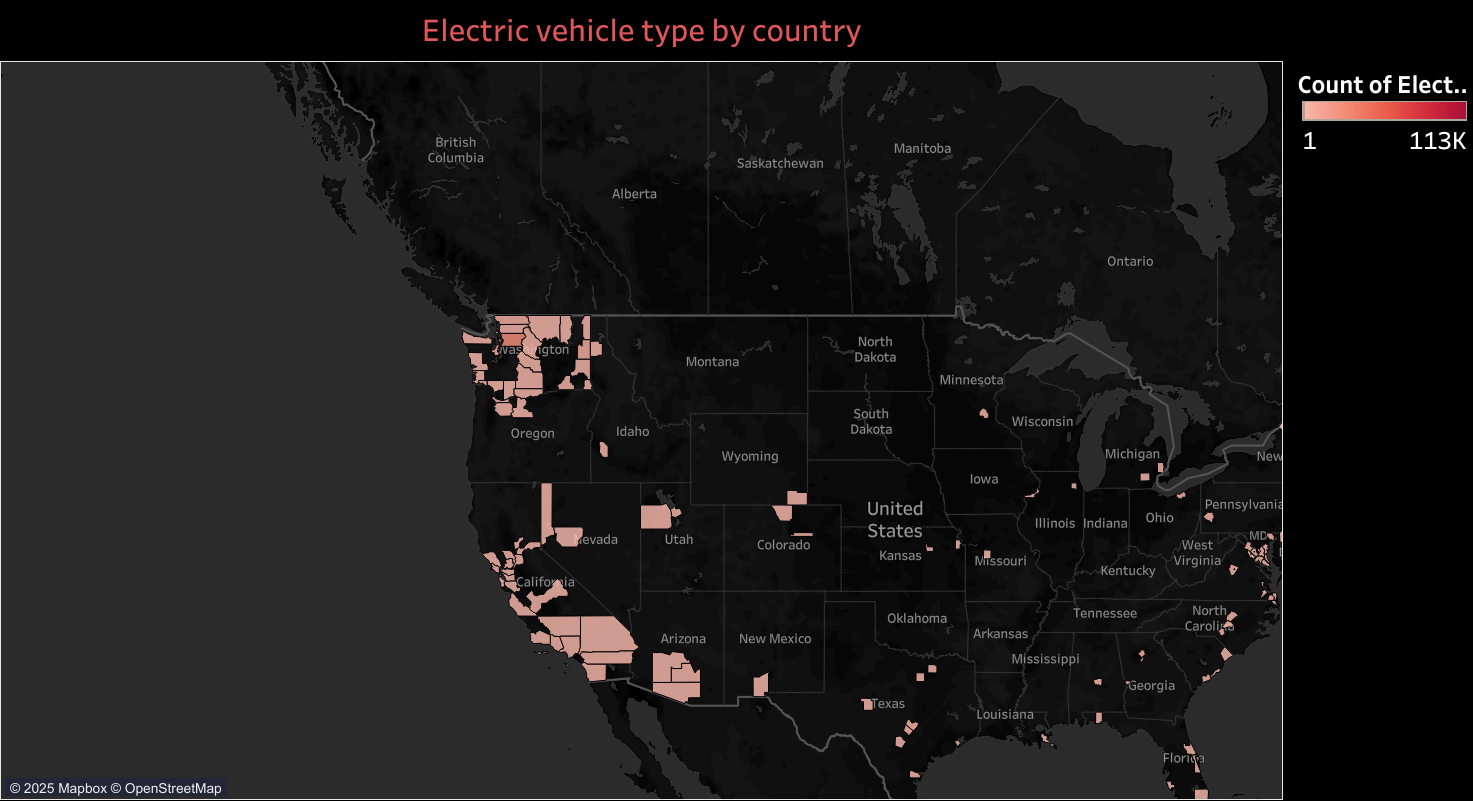 Electric vehicle type by country
Count of Elect..
1 113K
British
Columbia
Alberta
Saskatchewan
Manitoba
Ontario
Washington
Montana
North
Dakota
Minnesota
South
Dakota
Wisconsin
Oregon
Idaho
Wyoming
Michigan
New
Iowa
United
States
Illinois
Indiana
Ohio
Pennsylvania
Nevada
Utah
Colorado
Kansas
Missouri
West
Virginia
MD
D
California
Kentucky
Arizona
New Mexico
Oklahoma
Tennessee
North
Carolina
Arkansas
Mississippi
Georgia
Texas
Louisiana
Florida
© 2025 Mapbox © OpenStreetMap